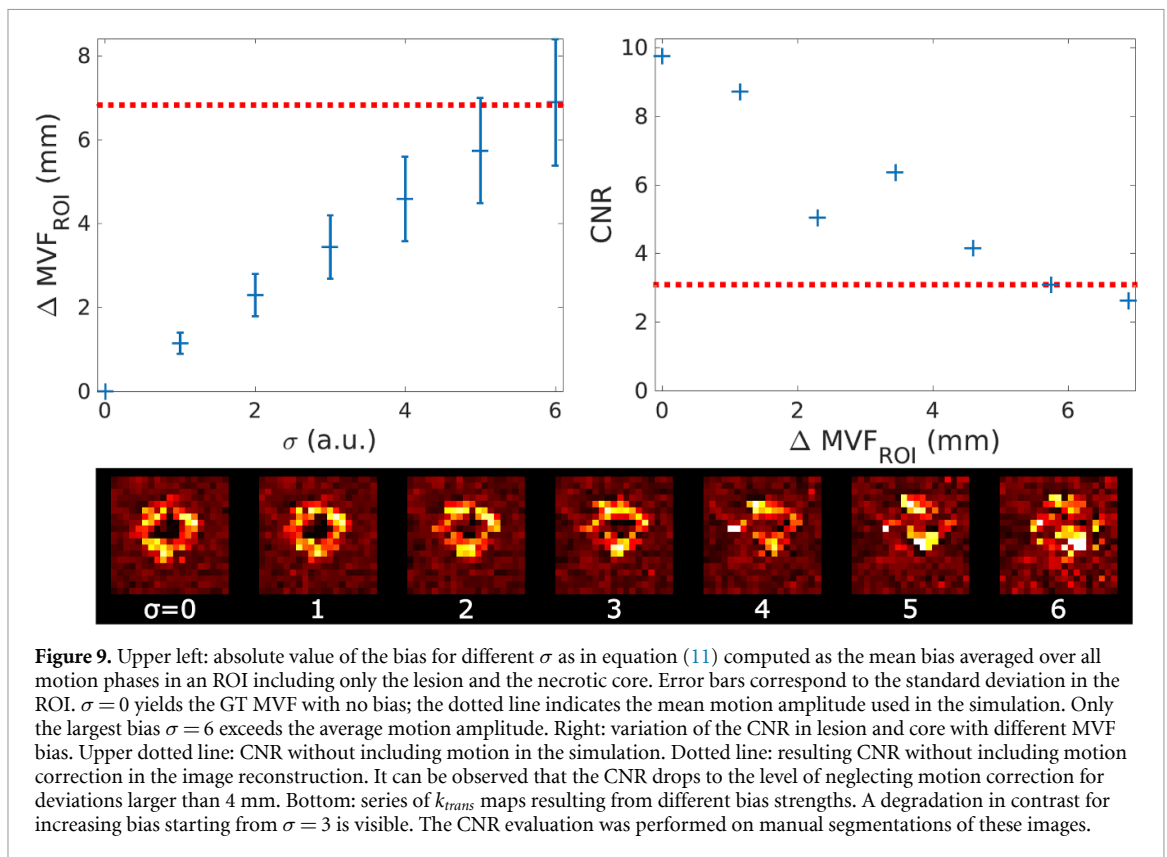 8
6
4
2
0
0
2
4
6
Δ MVF_ROI (mm)
σ (a.u.)
10
8
6
4
2
0
0
2
4
6
CNR
Δ MVF_ROI (mm)
σ=0
1
2
3
4
5
6
Figure 9. Upper left: absolute value of the bias for different σ as in equation (11) computed as the mean bias averaged over all
motion phases in an ROI including only the lesion and the necrotic core. Error bars correspond to the standard deviation in the
ROI. σ = 0 yields the GT MVF with no bias; the dotted line indicates the mean motion amplitude used in the simulation. Only
the largest bias σ = 6 exceeds the average motion amplitude. Right: variation of the CNR in lesion and core with different MVF
bias. Upper dotted line: CNR without including motion in the simulation. Dotted line: resulting CNR without including motion
correction in the image reconstruction. It can be observed that the CNR drops to the level of neglecting motion correction for
deviations larger than 4 mm. Bottom: series of k_trans maps resulting from different bias strengths. A degradation in contrast for
increasing bias starting from σ = 3 is visible. The CNR evaluation was performed on manual segmentations of these images.